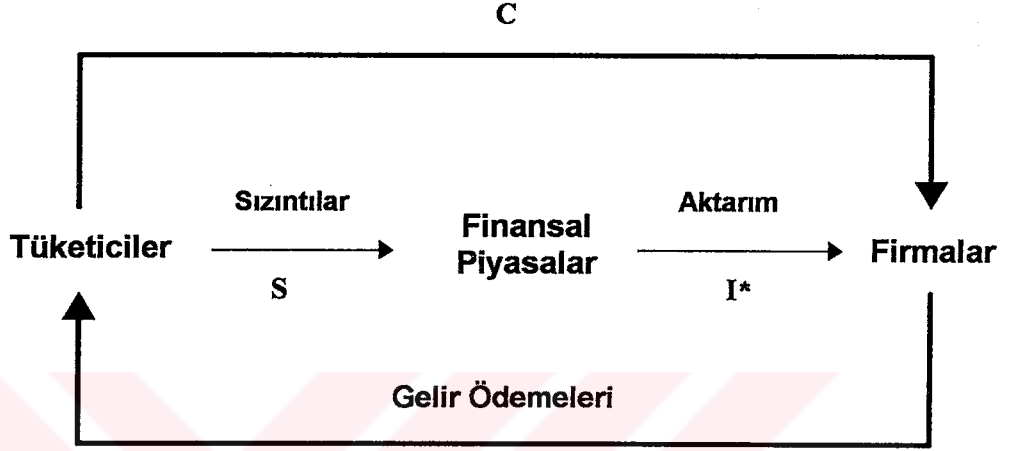 C
Sızıntılar
Aktarım
Tüketiciler
Finansal
Piyasalar
Firmalar
S
I*
Gelir Ödemeleri